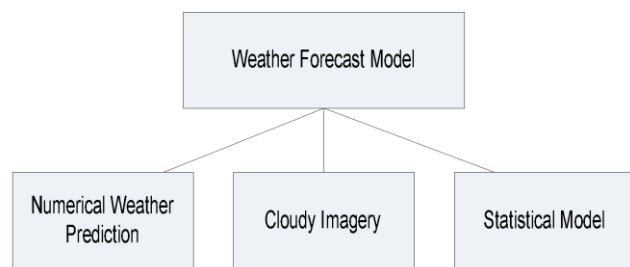 Weather Forecast Model
Numerical Weather
Prediction
Cloudy Imagery
Statistical Model